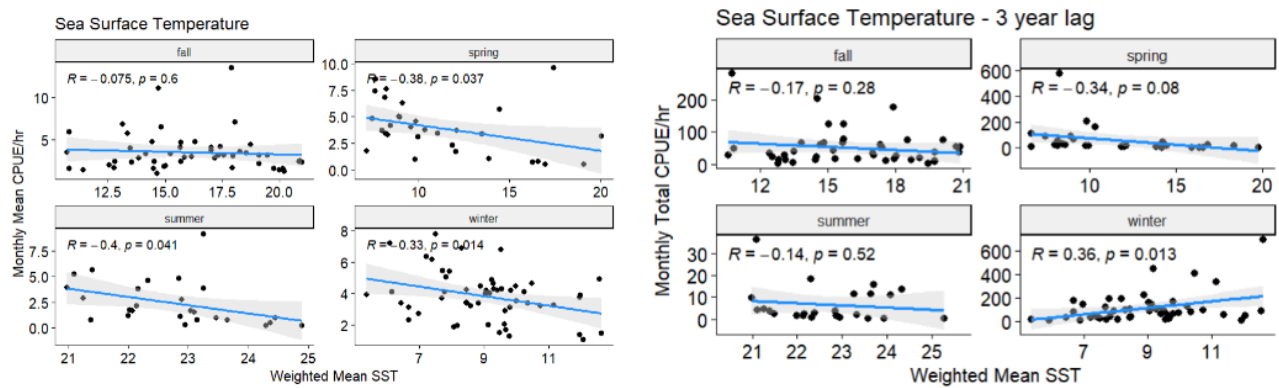 Sea Surface Temperature
fall
R = −0.075, p = 0.6
10
5
12.5
15.0
17.5
20.0
spring
R = −0.38, p = 0.037
10.0
7.5
5.0
2.5
0.0
10
15
20
summer
R = −0.4, p = 0.041
7.5
5.0
2.5
0.0
21
22
23
24
25
winter
R = −0.33, p = 0.014
8
6
4
2
7
9
11
Monthly Mean CPUE/hr
Weighted Mean SST
Sea Surface Temperature - 3 year lag
fall
R = −0.17, p = 0.28
200
100
0
12
15
18
21
spring
R = −0.34, p = 0.08
600
400
200
0
10
15
20
summer
R = −0.14, p = 0.52
40
30
20
10
0
21
22
23
24
25
winter
R = 0.36, p = 0.013
600
400
200
0
7
9
11
Monthly Total CPUE/hr
Weighted Mean SST